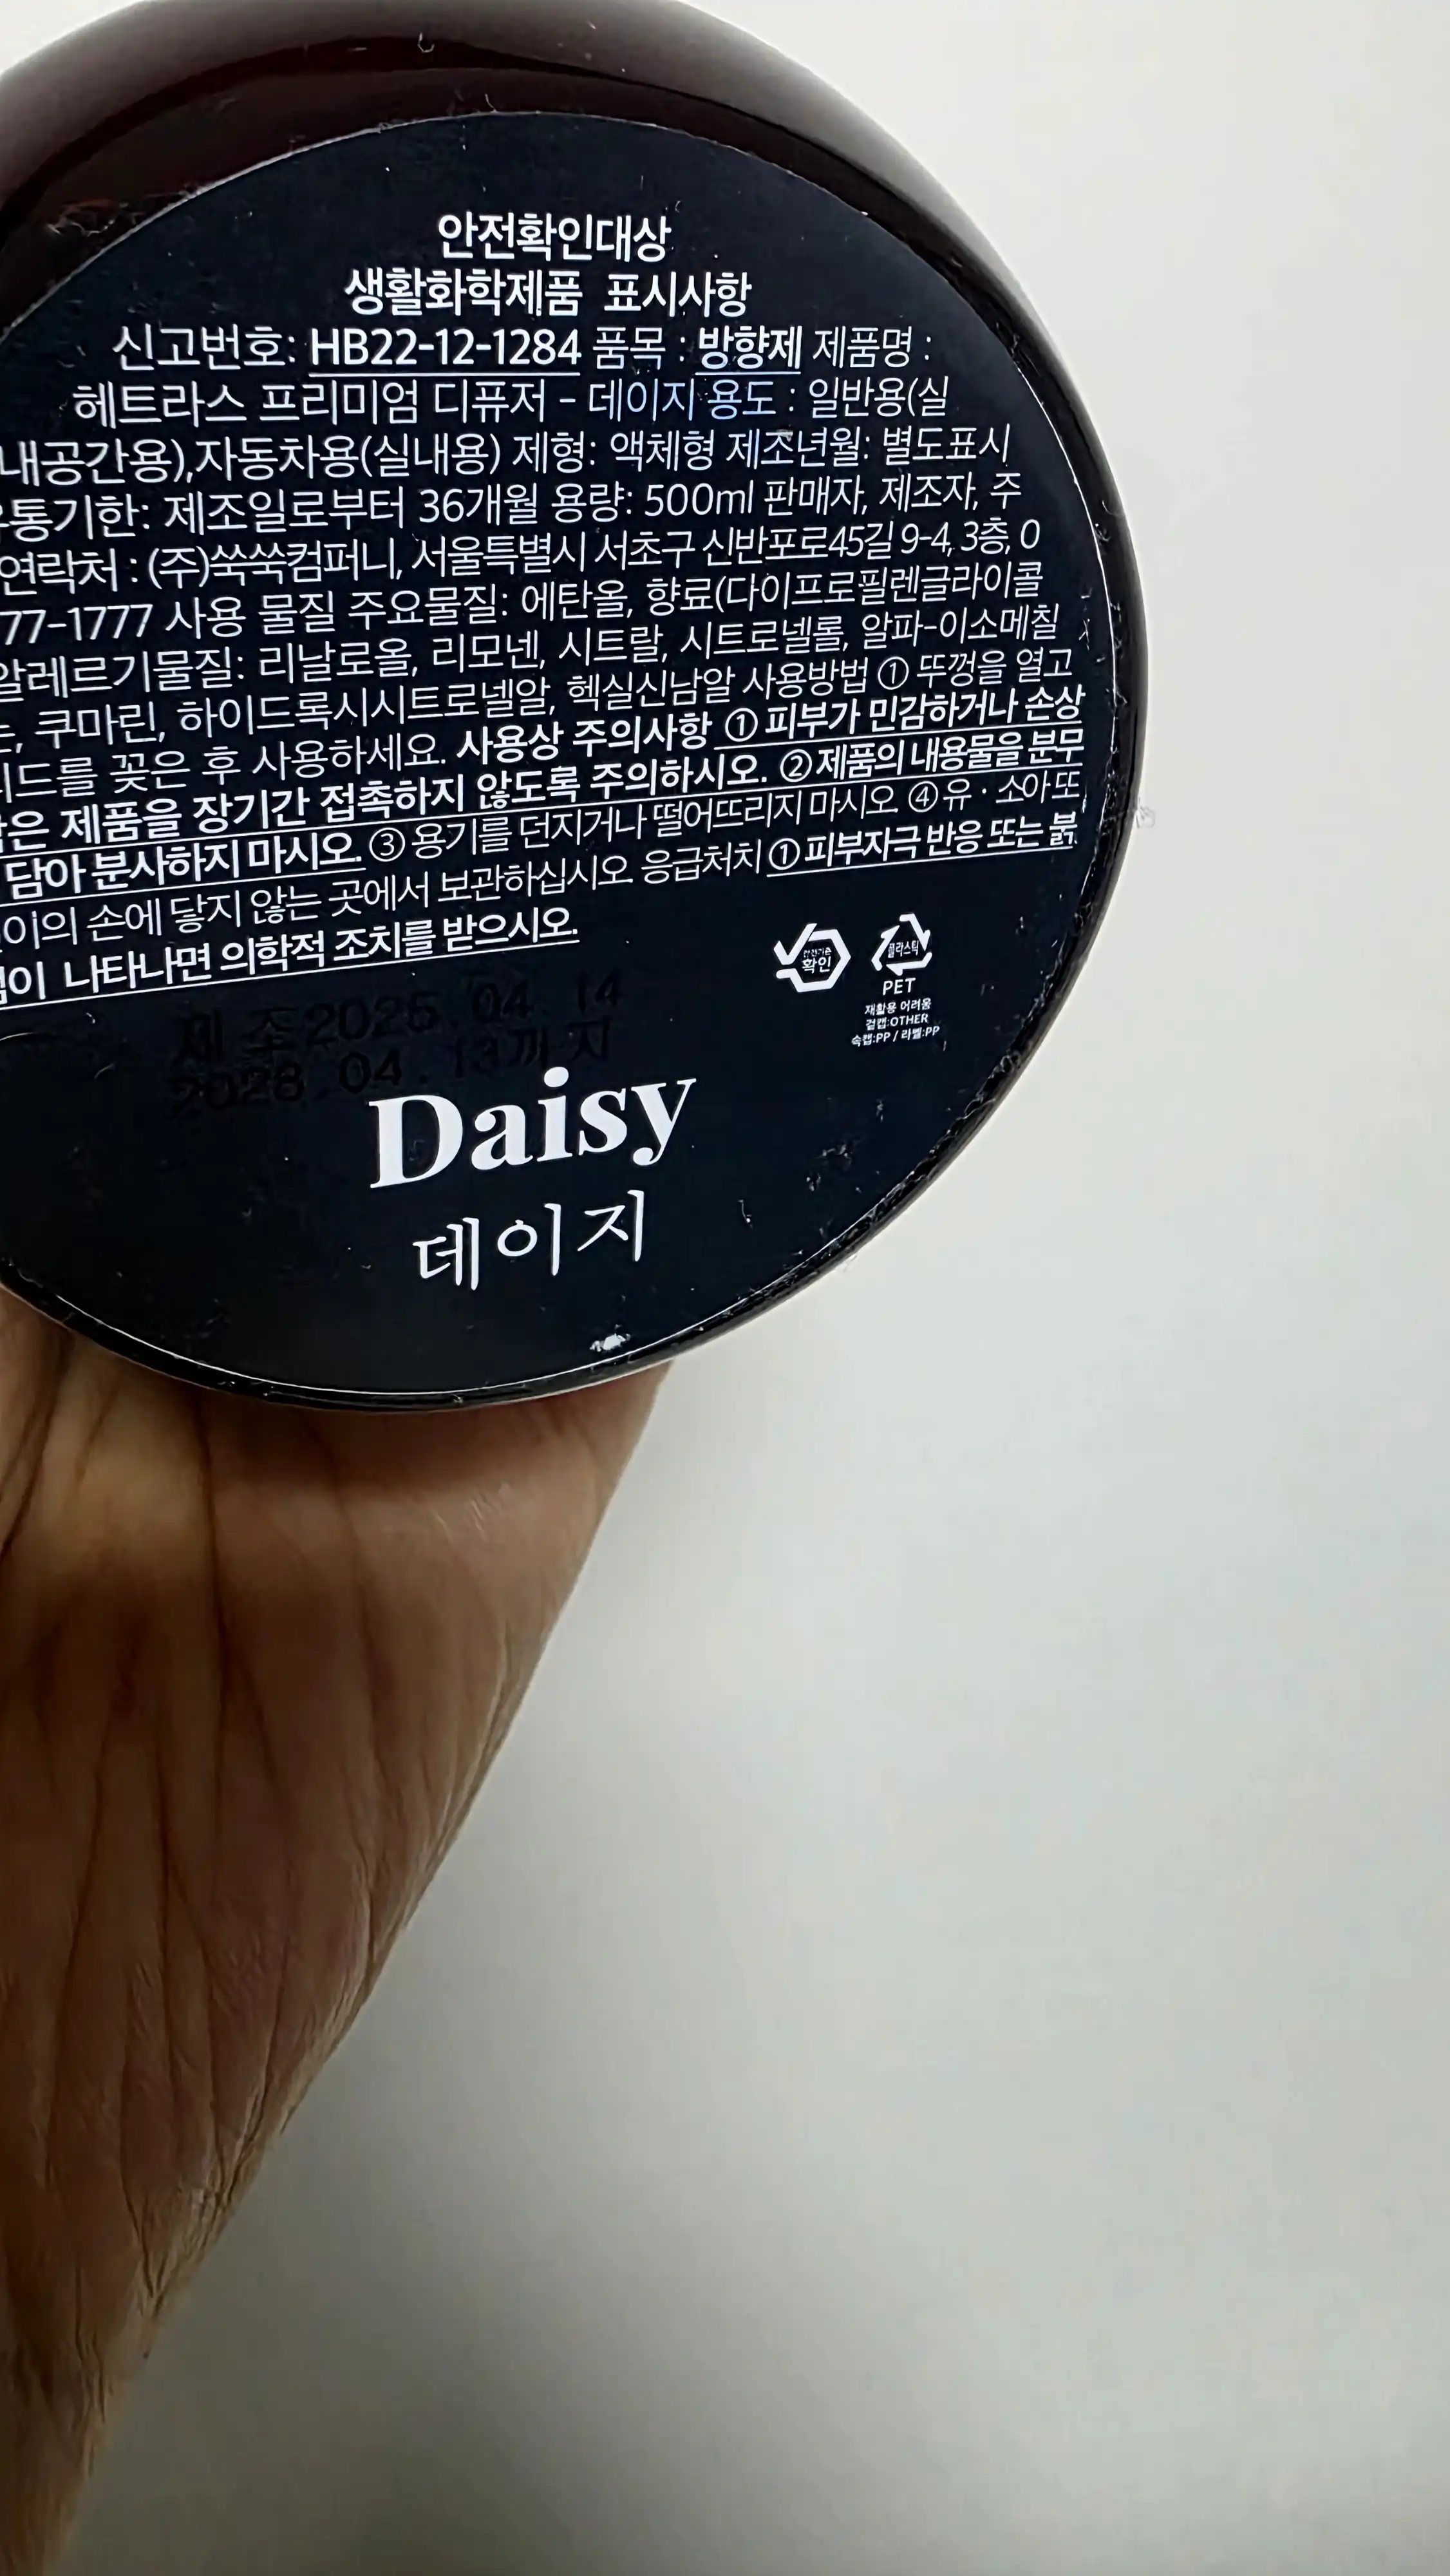 안전확인대상
생활화학제품 표시사항
신고번호: HB22-12-1284 품목 : 방향제 제품명 :
헤트라스 프리미엄 디퓨저 - 데이지 용도 : 일반용(실
내공간용),자동차용(실내용) 제형: 액체형 제조년월: 별도표시
제조일로부터 36개월 용량: 500ml 판매자, 제조자, 주
연락처 : (주)쑥쑥컴퍼니, 서울특별시 서초구 신반포로45길 9-4, 3층, 0
77-1777 사용 물질 주요물질: 에탄올, 향료(다이프로필렌글라이콜
알레르기물질: 리날로올, 리모넨, 시트랄, 시트로넬롤, 알파-이소메칠
쿠마린, 하이드록시시트로넬알, 헥실신남알 사용방법 ① 뚜껑을 열고
꽂은 후 사용하세요. 사용상 주의사항 ① 피부가 민감하거나 손상
제품을 장기간 접촉하지 않도록 주의하시오. ② 제품의 내용물을 분무
담아 분사하지 마시오. ③ 용기를 던지거나 떨어뜨리지 마시오. ④ 유 · 소아 또
손에 닿지 않는 곳에서 보관하십시오. 응급처치 ① 피부자극 반응 또는 붉
나타나면 의학적 조치를 받으시오.
안전기준
확인
플라스틱
PET
재활용 어려움
겉캡:OTHER
속캡:PP / 라벨:PP
제 조 2025. 04. 14
2028. 04. 13까지
Daisy
데이지